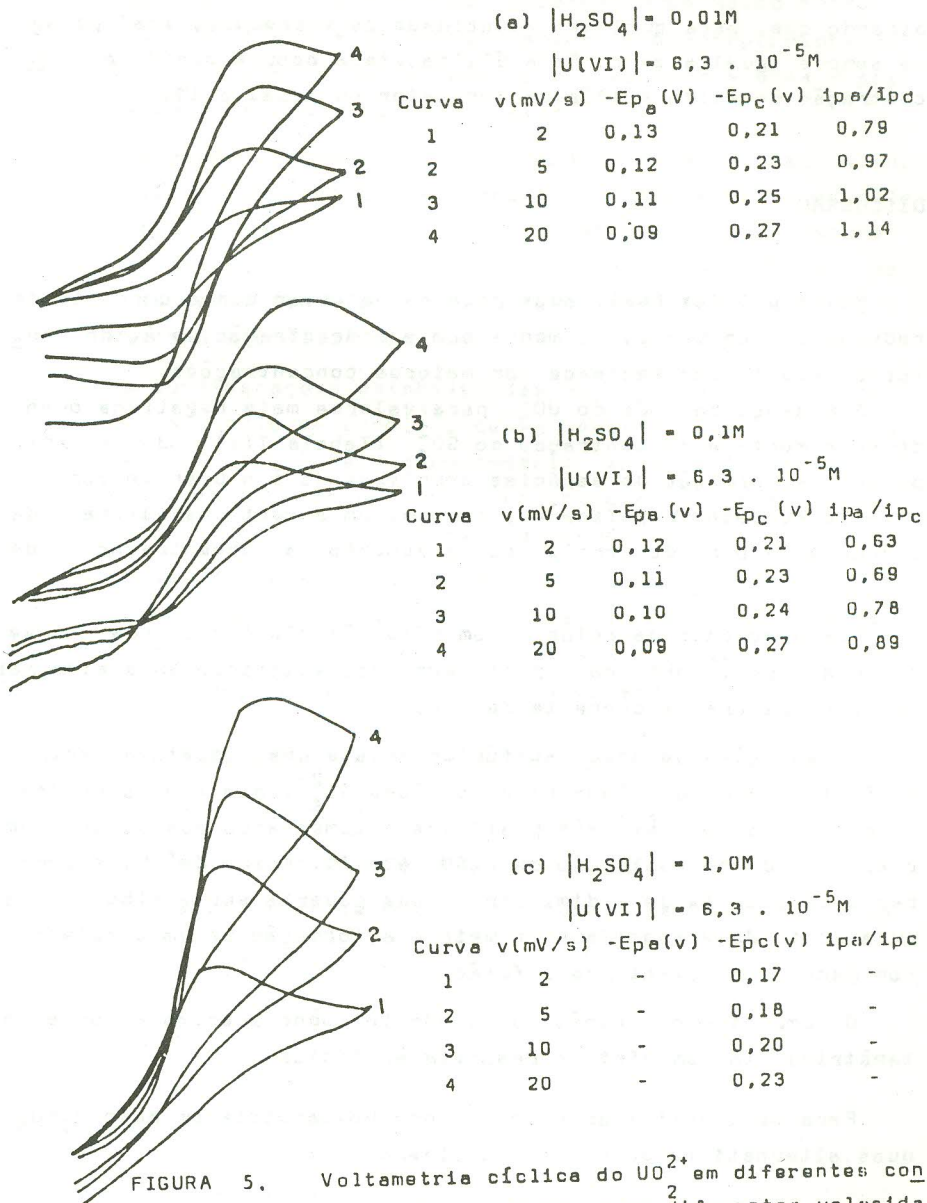 (a) |H₂SO₄| = 0,01M
|U(VI)| = 6,3 . 10⁻⁵M
Curva v(mV/s) -Epa(V) -Epc(v) ipa/ipc
1 2 0,13 0,21 0,79
2 5 0,12 0,23 0,97
3 10 0,11 0,25 1,02
4 20 0,09 0,27 1,14
4
3
2
1
(b) |H₂SO₄| = 0,1M
|U(VI)| = 6,3 . 10⁻⁵M
Curva v(mV/s) -Epa(v) -Epc(v) ipa/ipc
1 2 0,12 0,21 0,63
2 5 0,11 0,23 0,69
3 10 0,10 0,24 0,78
4 20 0,09 0,27 0,89
4
3
2
1
(c) |H₂SO₄| = 1,0M
|U(VI)| = 6,3 . 10⁻⁵M
Curva v(mV/s) -Epa(v) -Epc(v) ipa/ipc
1 2 - 0,17 -
2 5 - 0,18 -
3 10 - 0,20 -
4 20 - 0,23 -
4
3
2
1
FIGURA 5. Voltametria cíclica do UO₂²⁺ em diferentes con